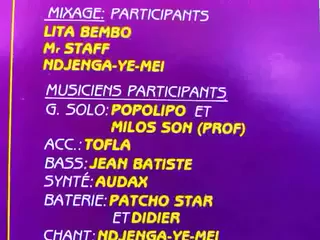 MIXAGE: PARTICIPANTS
LITA BEMBO
Mr STAFF
NDJENGA-YE-MEI
MUSICIENS PARTICIPANTS
G. SOLO: POPOLIPO ET
MILOS SON (PROF)
ACC.: TOFLA
BASS: JEAN BATISTE
SYNTÉ: AUDAX
BATERIE: PATCHO STAR
ET DIDIER
CHANT: NDJENGA-YE-MEI